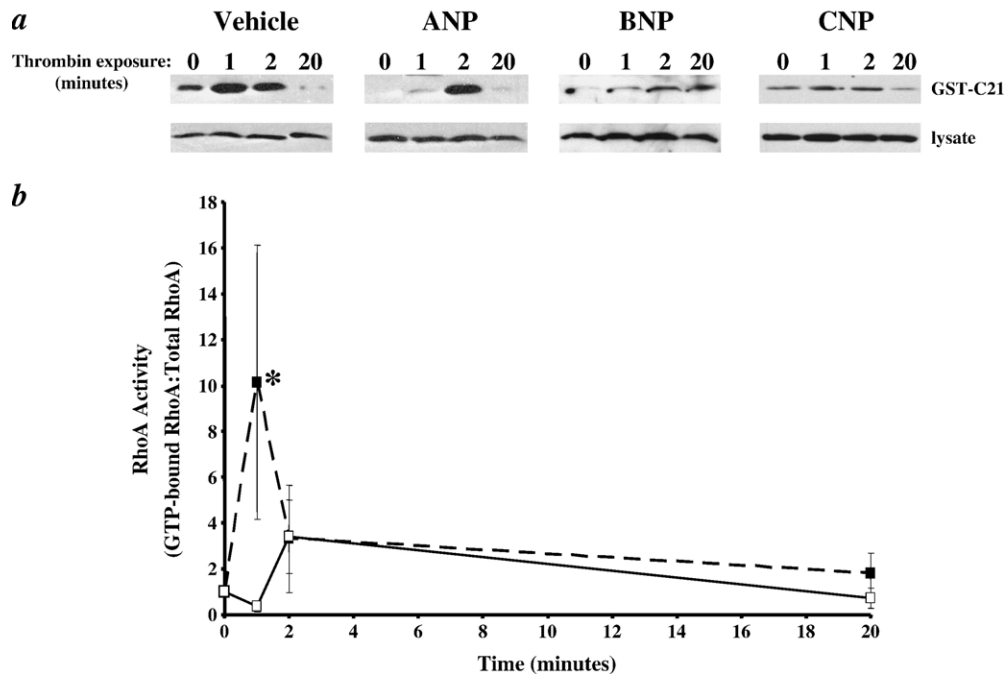 a
Vehicle ANP BNP CNP
Thrombin exposure: 0 1 2 20 0 1 2 20 0 1 2 20 0 1 2 20
(minutes)
GST-C21
lysate
b
18
16
14
12
10
8
6
4
2
0
*
RhoA Activity
(GTP-bound RhoA:Total RhoA)
0 2 4 6 8 10 12 14 16 18 20
Time (minutes)